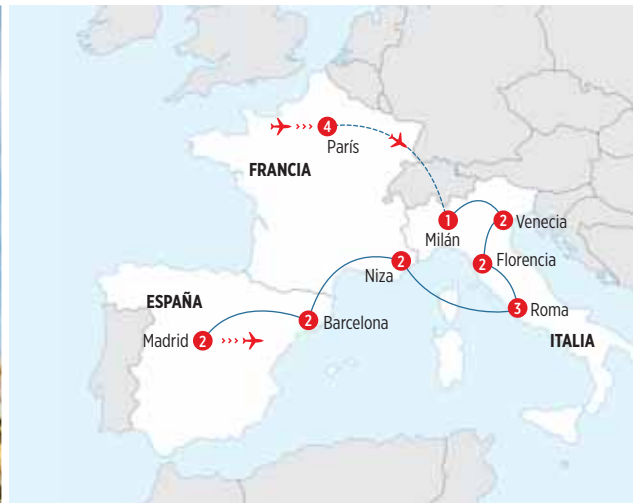 4
París
FRANCIA
1
Milán
2
Venecia
2
Florencia
2
Niza
3
Roma
ITALIA
ESPAÑA
2
Barcelona
Madrid 2